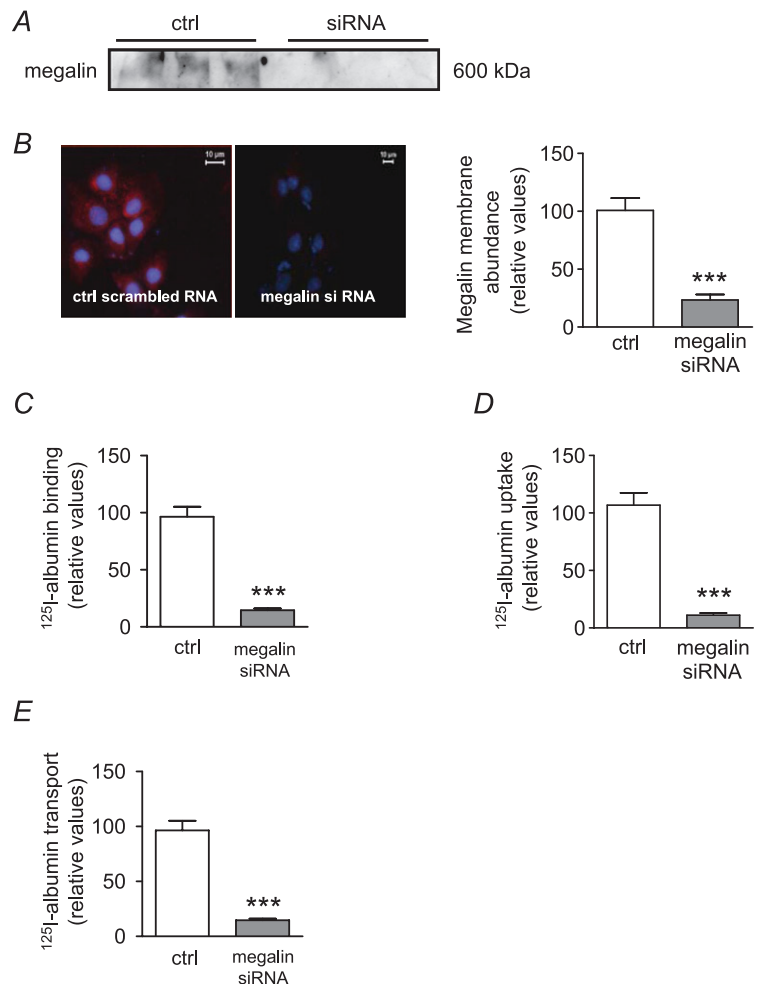 A
ctrl
siRNA
megalin
600 kDa
B
10 µm
10 µm
ctrl scrambled RNA
megalin si RNA
Megalin membrane
abundance
(relative values)
150
100
50
0
***
ctrl
megalin
siRNA
C
125I-albumin binding
(relative values)
150
100
50
0
***
ctrl
megalin
siRNA
D
125I-albumin uptake
(relative values)
150
100
50
0
***
ctrl
megalin
siRNA
E
125I-albumin transport
(relative values)
150
100
50
0
***
ctrl
megalin
siRNA